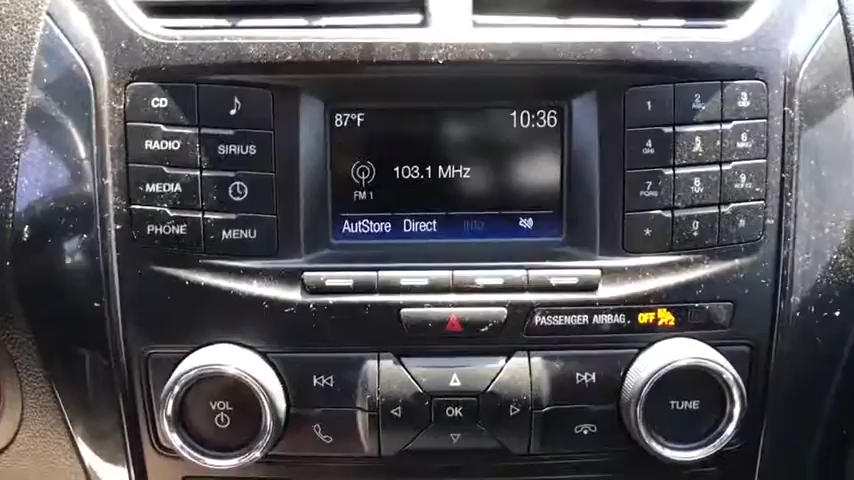 CD
RADIO
SIRIUS
MEDIA
PHONE
MENU
87°F
10:36
103.1 MHz
FM 1
AutStore Direct Info
1
2 ABC
3 DEF
4 GHI
5
6 MNO
7 PQRS
8 TUV
9 WXYZ
*
0
#
PASSENGER AIRBAG OFF
VOL
OK
TUNE